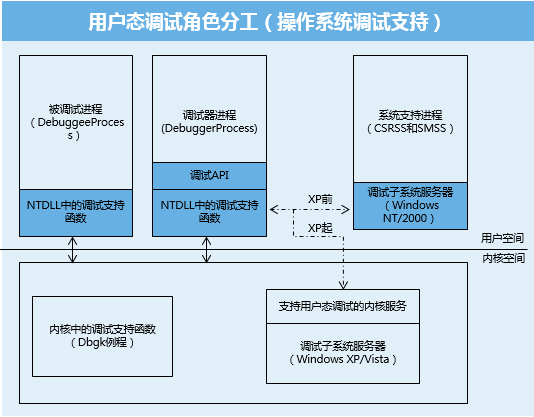 用户态调试角色分工（操作系统调试支持）
被调试进程
（DebuggeeProces
s）
NTDLL中的调试支持
函数
调试器进程
(DebuggerProcess)
调试API
NTDLL中的调试支持
函数
系统支持进程
（CSRSS和SMSS）
调试子系统服务器
（Windows
NT/2000）
XP前
XP起
用户空间
内核空间
内核中的调试支持函数
（Dbgk例程）
支持用户态调试的内核服务
调试子系统服务器
（Windows XP/Vista）